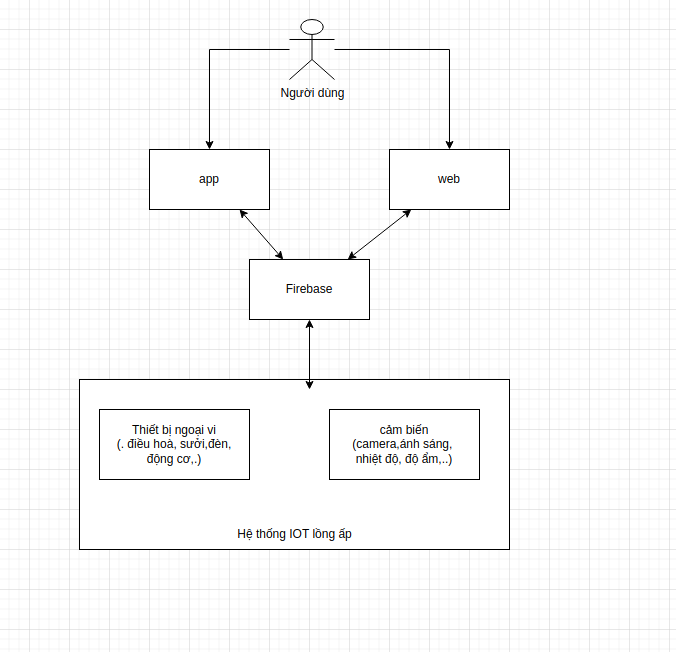 Người dùng
app
web
Firebase
Thiết bị ngoại vi
(. điều hoà, sưởi,đèn,
động cơ,.)
cảm biến
(camera,ánh sáng,
nhiệt độ, độ ẩm,..)
Hệ thống IOT lồng ấp